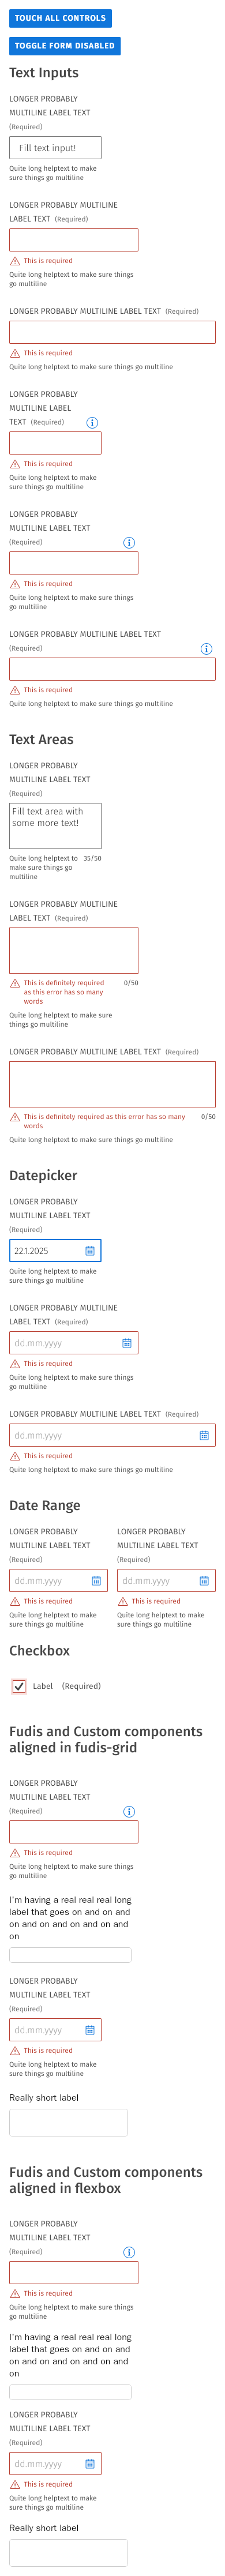 TOUCH ALL CONTROLS
TOGGLE FORM DISABLED
Text Inputs
LONGER PROBABLY
MULTILINE LABEL TEXT
(Required)
Fill text input!
Quite long helptext to make
sure things go multiline
LONGER PROBABLY MULTILINE
LABEL TEXT (Required)
This is required
Quite long helptext to make sure things
go multiline
LONGER PROBABLY MULTILINE LABEL TEXT (Required)
This is required
Quite long helptext to make sure things go multiline
LONGER PROBABLY
MULTILINE LABEL
TEXT (Required)
This is required
Quite long helptext to make
sure things go multiline
LONGER PROBABLY
MULTILINE LABEL TEXT
(Required)
This is required
Quite long helptext to make sure things
go multiline
LONGER PROBABLY MULTILINE LABEL TEXT
(Required)
This is required
Quite long helptext to make sure things go multiline
Text Areas
LONGER PROBABLY
MULTILINE LABEL TEXT
(Required)
Fill text area with
some more text!
Quite long helptext to 35/50
make sure things go
multiline
LONGER PROBABLY MULTILINE
LABEL TEXT (Required)
This is definitely required 0/50
as this error has so many
words
Quite long helptext to make sure
things go multiline
LONGER PROBABLY MULTILINE LABEL TEXT (Required)
This is definitely required as this error has so many 0/50
words
Quite long helptext to make sure things go multiline
Datepicker
LONGER PROBABLY
MULTILINE LABEL TEXT
(Required)
22.1.2025
Quite long helptext to make
sure things go multiline
LONGER PROBABLY MULTILINE
LABEL TEXT (Required)
dd.mm.yyyy
This is required
Quite long helptext to make sure things
go multiline
LONGER PROBABLY MULTILINE LABEL TEXT (Required)
dd.mm.yyyy
This is required
Quite long helptext to make sure things go multiline
Date Range
LONGER PROBABLY
MULTILINE LABEL TEXT
(Required)
dd.mm.yyyy
This is required
Quite long helptext to make
sure things go multiline
LONGER PROBABLY
MULTILINE LABEL TEXT
(Required)
dd.mm.yyyy
This is required
Quite long helptext to make
sure things go multiline
Checkbox
Label (Required)
Fudis and Custom components
aligned in fudis-grid
LONGER PROBABLY
MULTILINE LABEL TEXT
(Required)
This is required
Quite long helptext to make sure things
go multiline
I'm having a real real real long
label that goes on and on and
on and on and on and on and
on
LONGER PROBABLY
MULTILINE LABEL TEXT
(Required)
dd.mm.yyyy
This is required
Quite long helptext to make
sure things go multiline
Really short label
Fudis and Custom components
aligned in flexbox
LONGER PROBABLY
MULTILINE LABEL TEXT
(Required)
This is required
Quite long helptext to make sure things
go multiline
I'm having a real real real long
label that goes on and on and
on and on and on and on and
on
LONGER PROBABLY
MULTILINE LABEL TEXT
(Required)
dd.mm.yyyy
This is required
Quite long helptext to make
sure things go multiline
Really short label